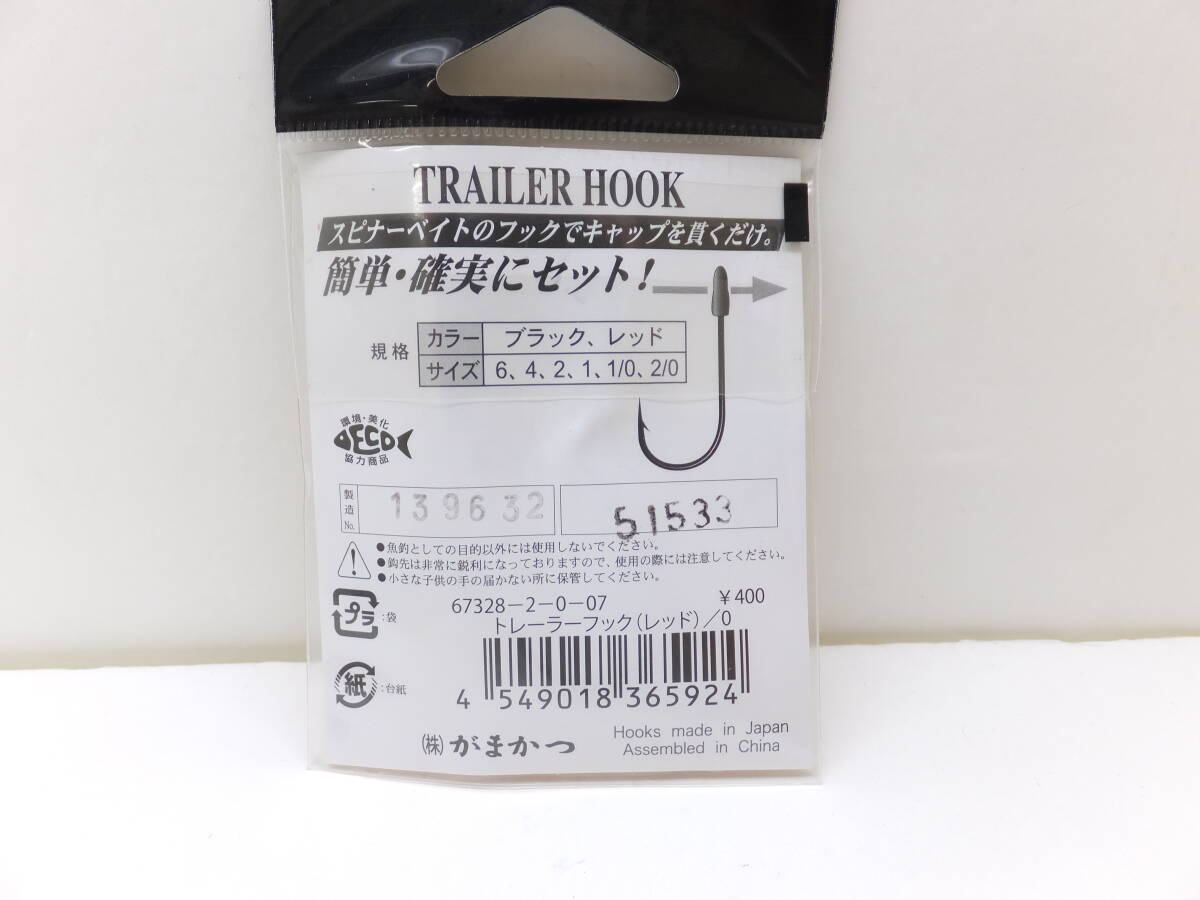 TRAILER HOOK
スピナーベイトのフックでキャップを貫くだけ。
簡単・確実にセット!
規格 カラー ブラック、レッド
サイズ 6、4、2、1、1/0、2/0
環境・美化
ECO
協力商品
製造No. 139632 51533
●魚釣としての目的以外には使用しないでください。
●鈎先は非常に鋭利になっておりますので、使用の際には注意してください。
●小さな子供の手の届かない所に保管してください。
67328-2-0-07 ¥400
プラ :袋 トレーラーフック(レッド)/0
紙 :台紙
4 549018 365924
(株) がまかつ
Hooks made in Japan
Assembled in China